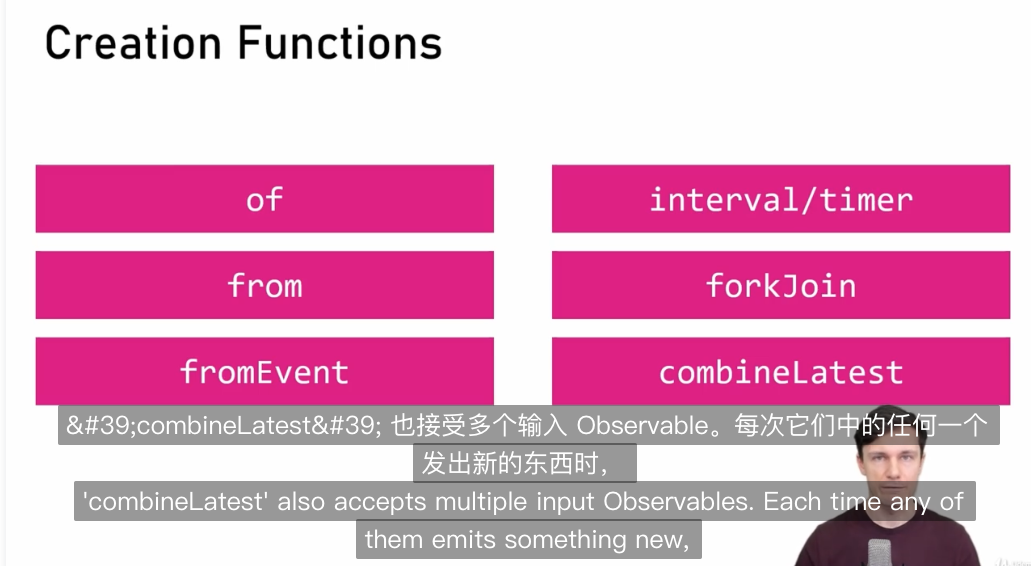 Creation Functions
of
interval/timer
from
forkJoin
fromEvent
combineLatest
&#39;combineLatest&#39; 也接受多个输入 Observable。每次它们中的任何一个
发出新的东西时，
'combineLatest' also accepts multiple input Observables. Each time any of
them emits something new,